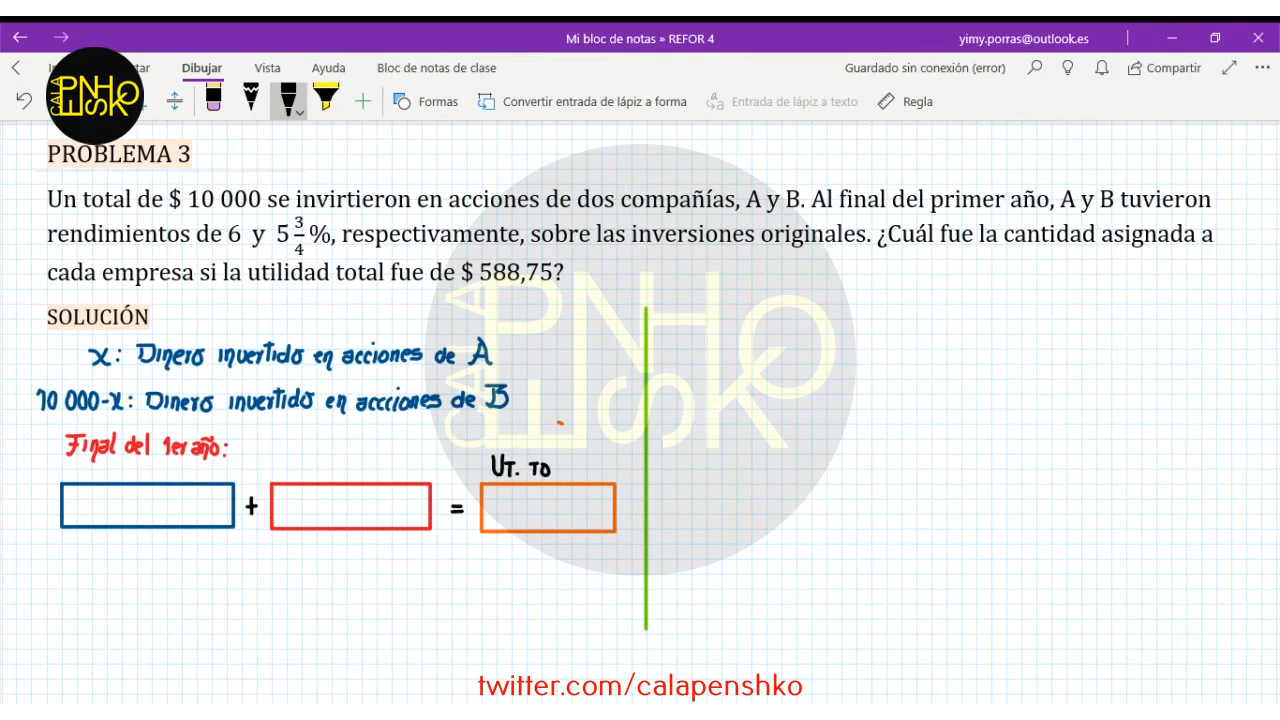 Mi bloc de notas » REFOR 4
yimy.porras@outlook.es
Dibujar
Vista
Ayuda
Bloc de notas de clase
Guardado sin conexión (error)
Compartir
Formas
Convertir entrada de lápiz a forma
Entrada de lápiz a texto
Regla
CALA
PNHO
ESK
PROBLEMA 3
Un total de $ 10 000 se invirtieron en acciones de dos compañías, A y B. Al final del primer año, A y B tuvieron
rendimientos de 6 y 5 3/4 %, respectivamente, sobre las inversiones originales. ¿Cuál fue la cantidad asignada a
cada empresa si la utilidad total fue de $ 588,75?
SOLUCIÓN
x: Dinero invertido en acciones de A
10 000-x: Dinero invertido en accciones de B
Final del 1er año:
UT. TO
+ =
twitter.com/calapenshko